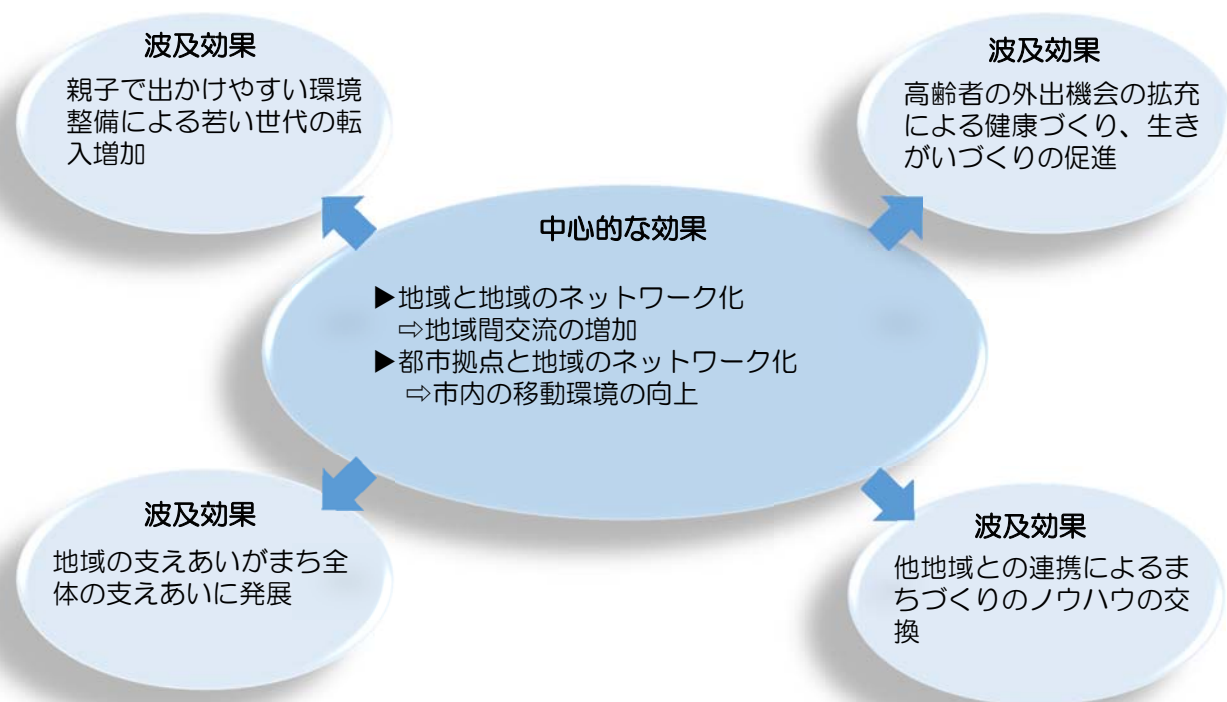 波及効果
親子で出かけやすい環境
整備による若い世代の転
入増加
波及効果
高齢者の外出機会の拡充
による健康づくり、生き
がいづくりの促進
中心的な効果
▶地域と地域のネットワーク化
⇨地域間交流の増加
▶都市拠点と地域のネットワーク化
⇨市内の移動環境の向上
波及効果
地域の支えあいがまち全
体の支えあいに発展
波及効果
他地域との連携によるま
ちづくりのノウハウの交
換